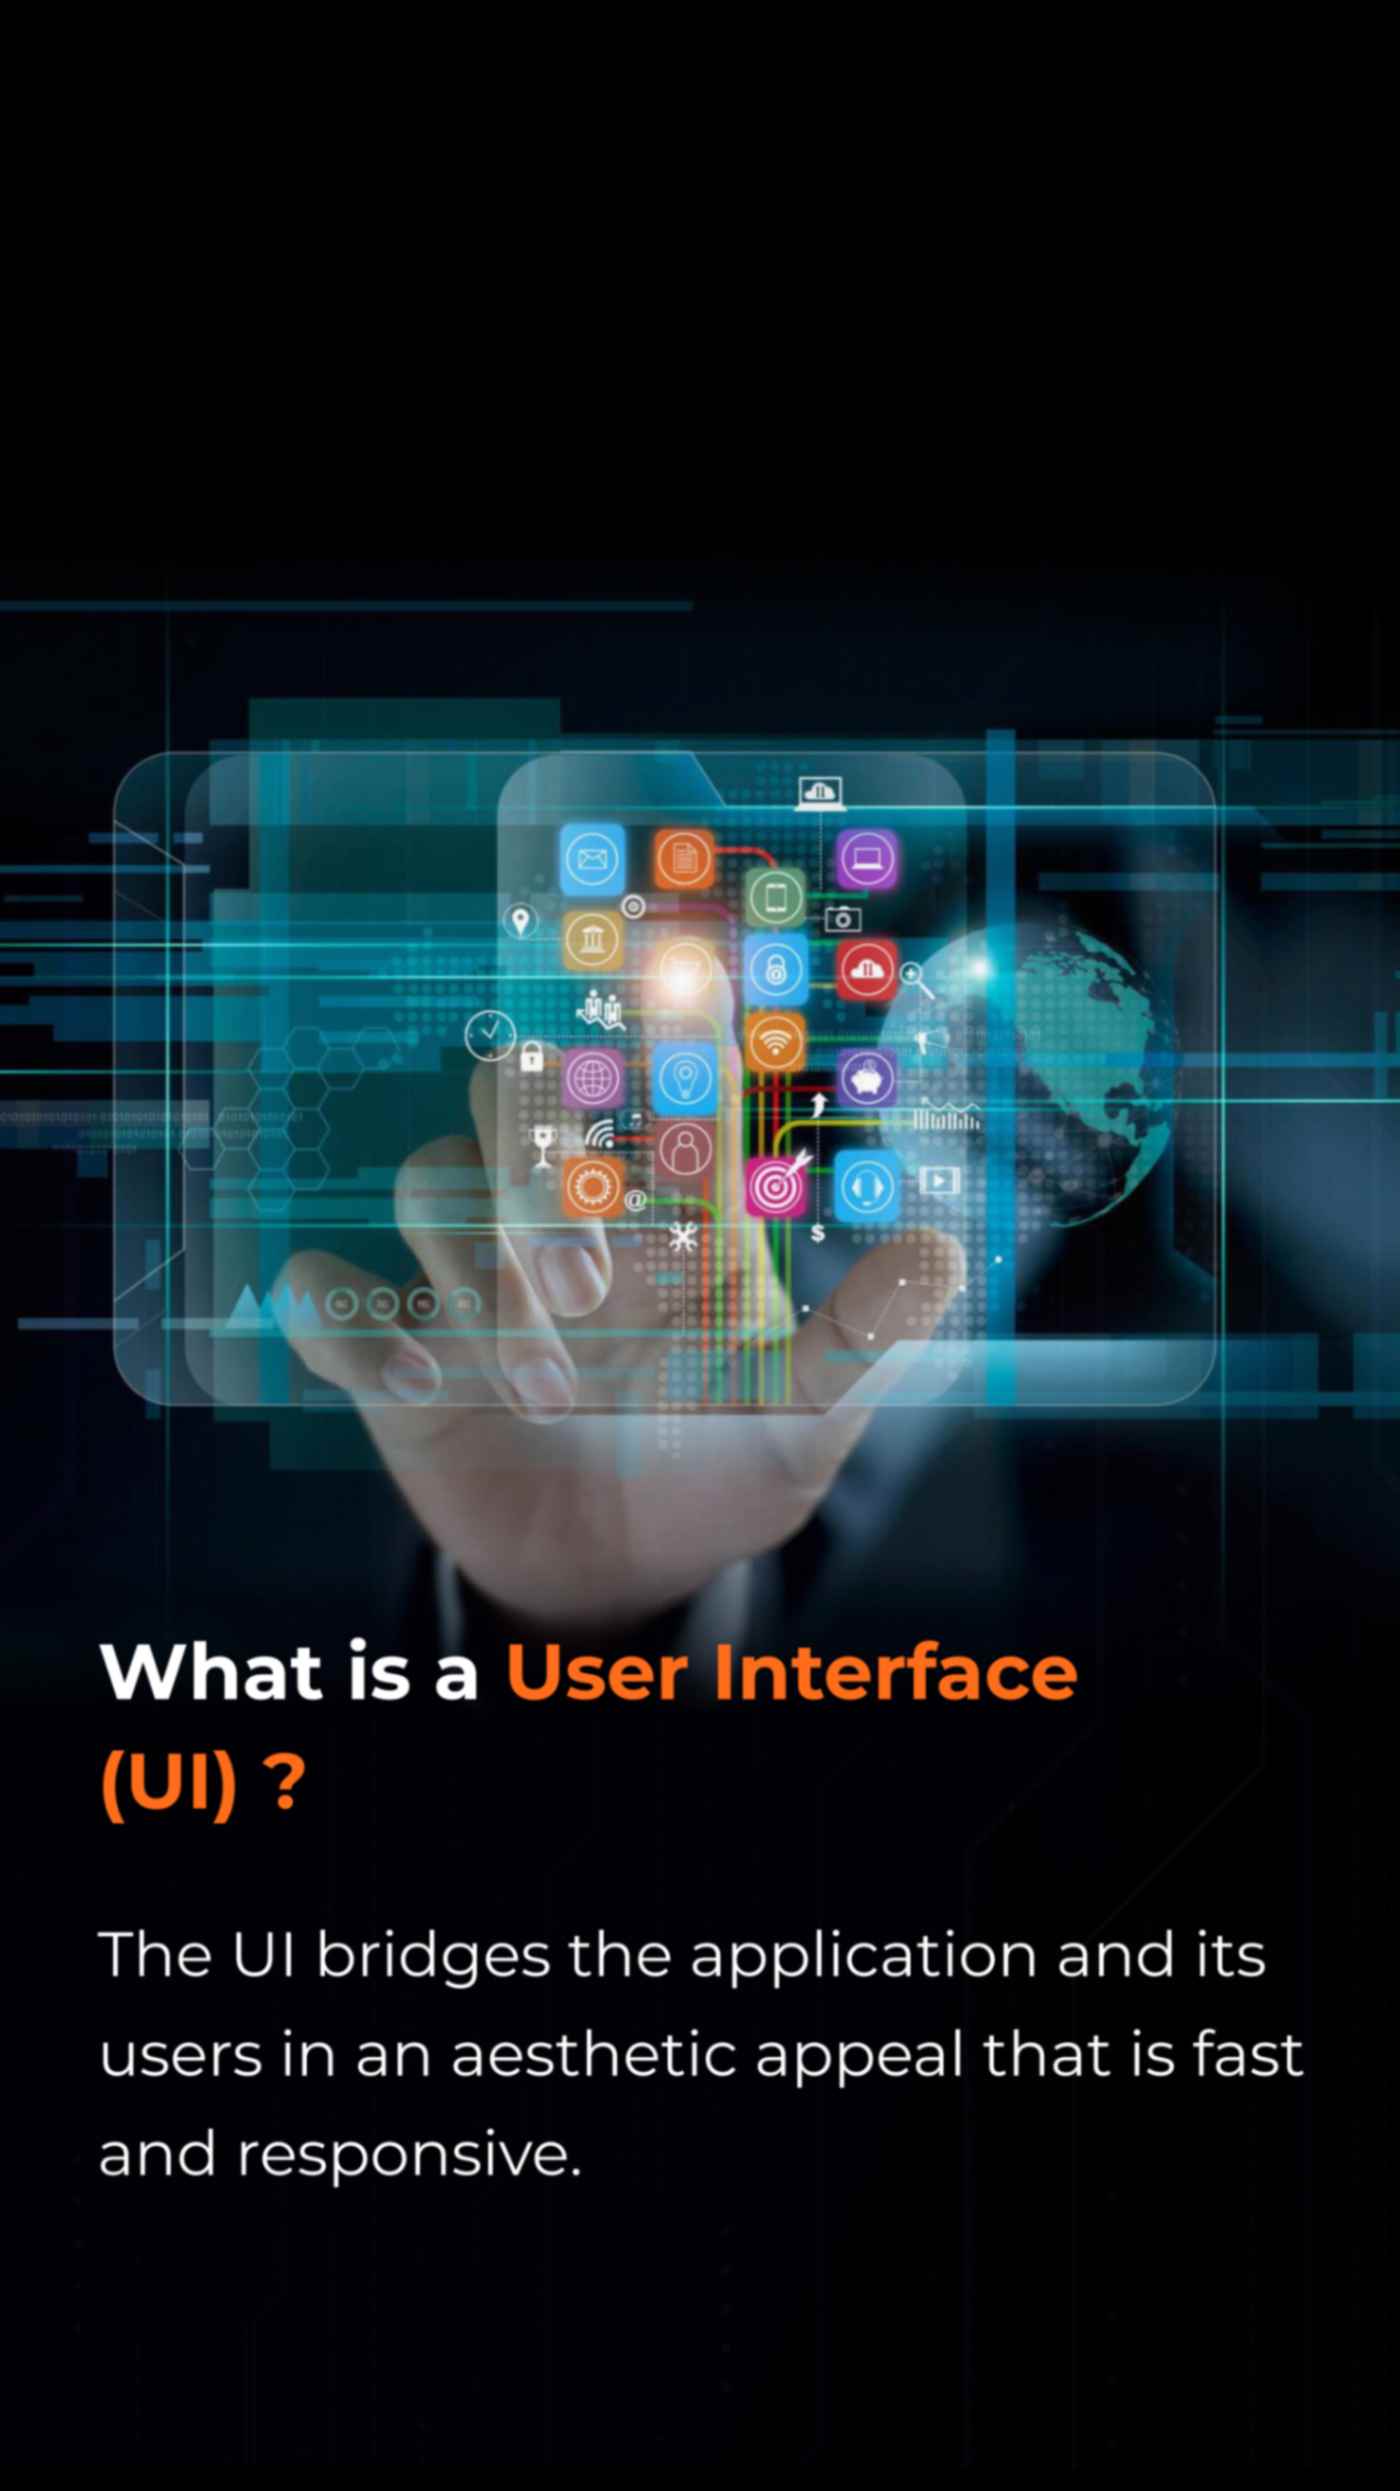 What is a User Interface
(UI) ?
The UI bridges the application and its
users in an aesthetic appeal that is fast
and responsive.